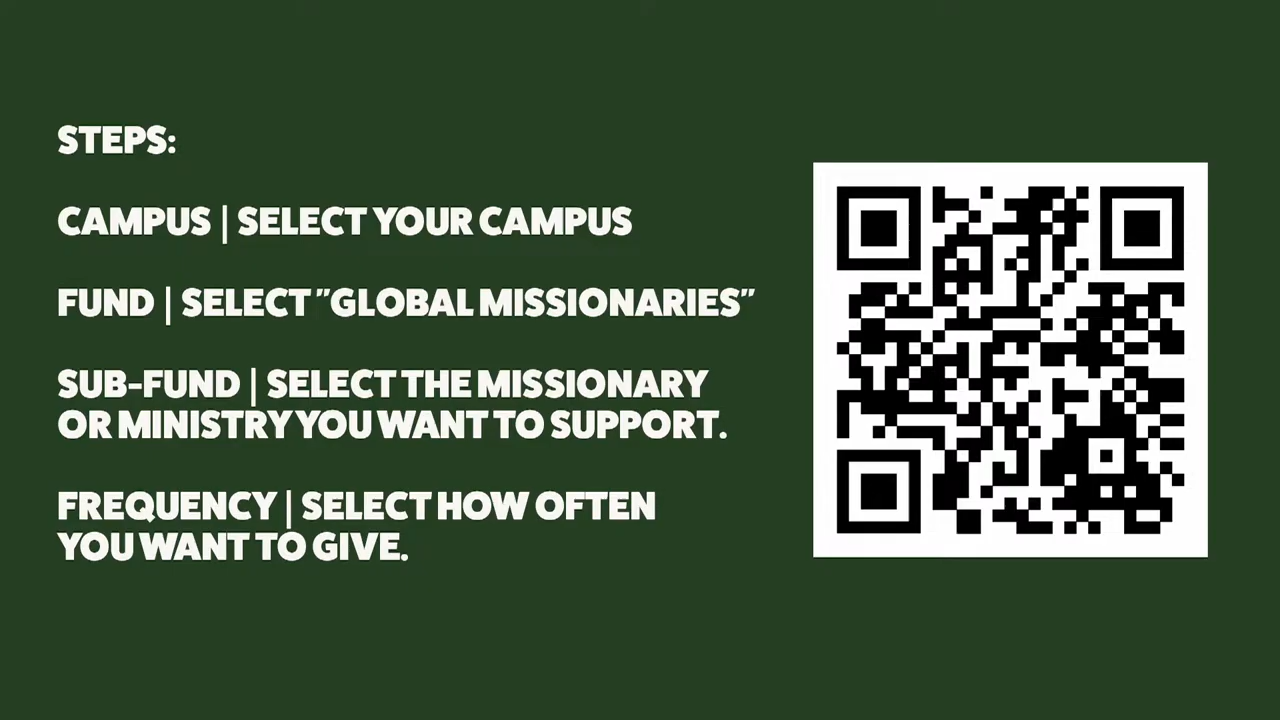 STEPS:
CAMPUS | SELECT YOUR CAMPUS
FUND | SELECT "GLOBAL MISSIONARIES"
SUB-FUND | SELECT THE MISSIONARY
OR MINISTRY YOU WANT TO SUPPORT.
FREQUENCY | SELECT HOW OFTEN
YOU WANT TO GIVE.